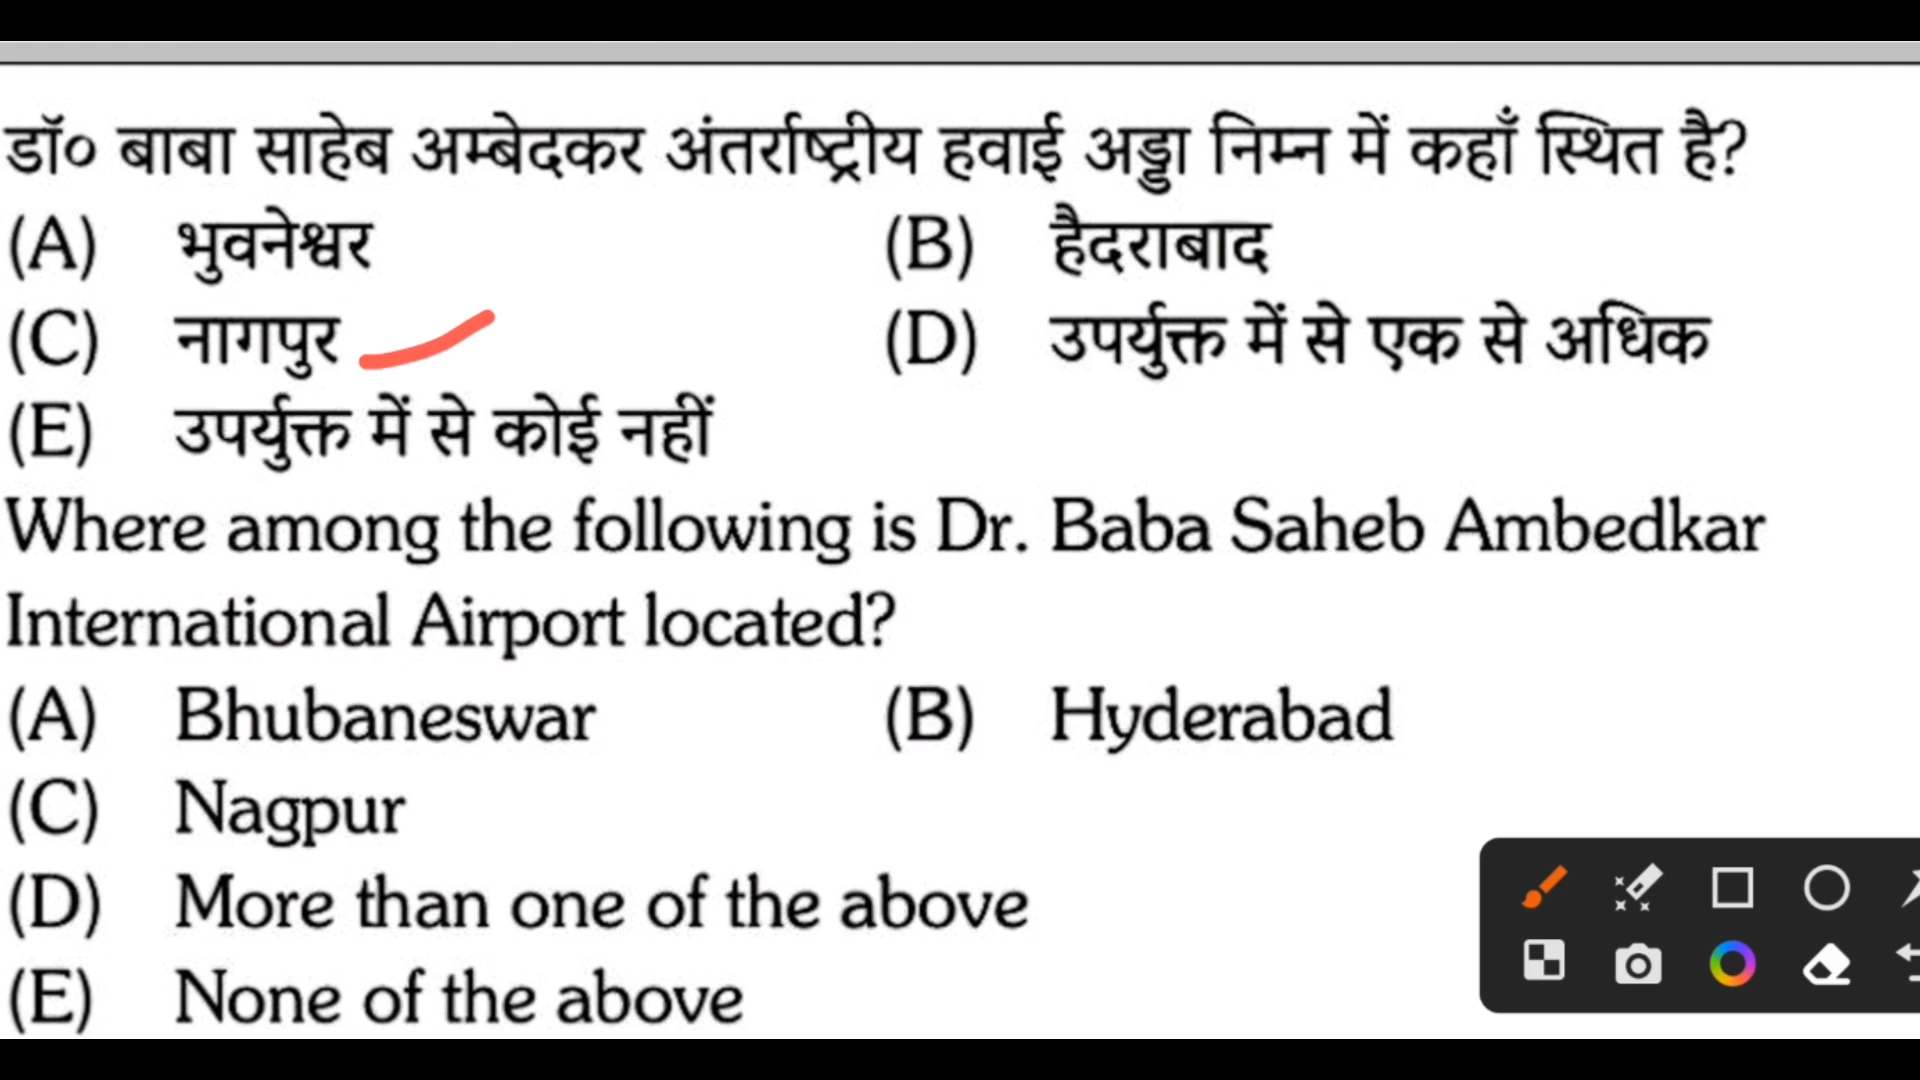 डॉ० बाबा साहेब अम्बेदकर अंतर्राष्ट्रीय हवाई अड्डा निम्न में कहाँ स्थित है?
(A) भुवनेश्वर (B) हैदराबाद
(C) नागपुर (D) उपर्युक्त में से एक से अधिक
(E) उपर्युक्त में से कोई नहीं
Where among the following is Dr. Baba Saheb Ambedkar
International Airport located?
(A) Bhubaneswar (B) Hyderabad
(C) Nagpur
(D) More than one of the above
(E) None of the above